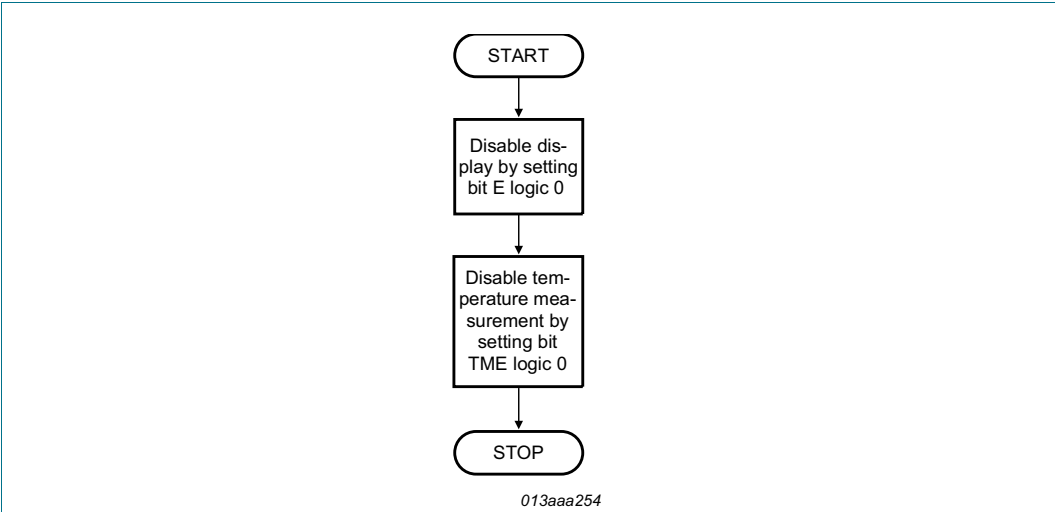 START
Disable dis-
play by setting
bit E logic 0
Disable tem-
perature mea-
surement by
setting bit
TME logic 0
STOP
013aaa254